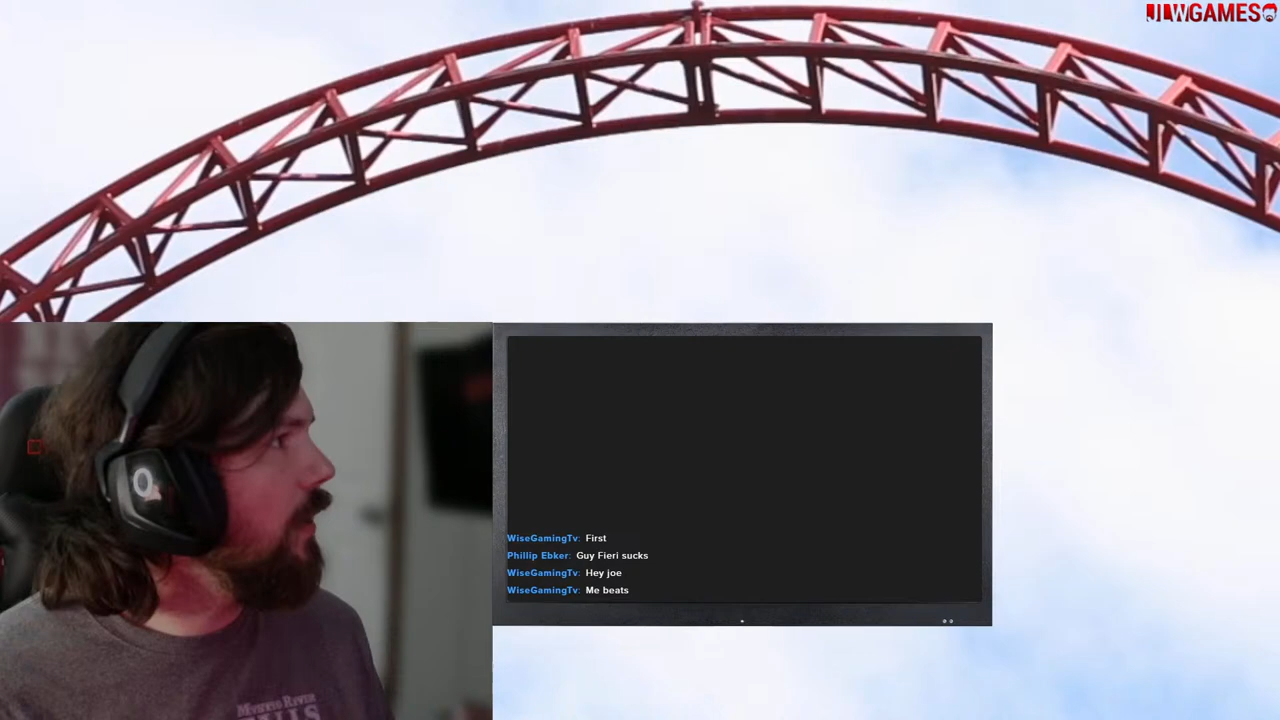 JLWGAMES
WiseGamingTv: First
Phillip Ebker: Guy Fieri sucks
WiseGamingTv: Hey joe
WiseGamingTv: Me beats